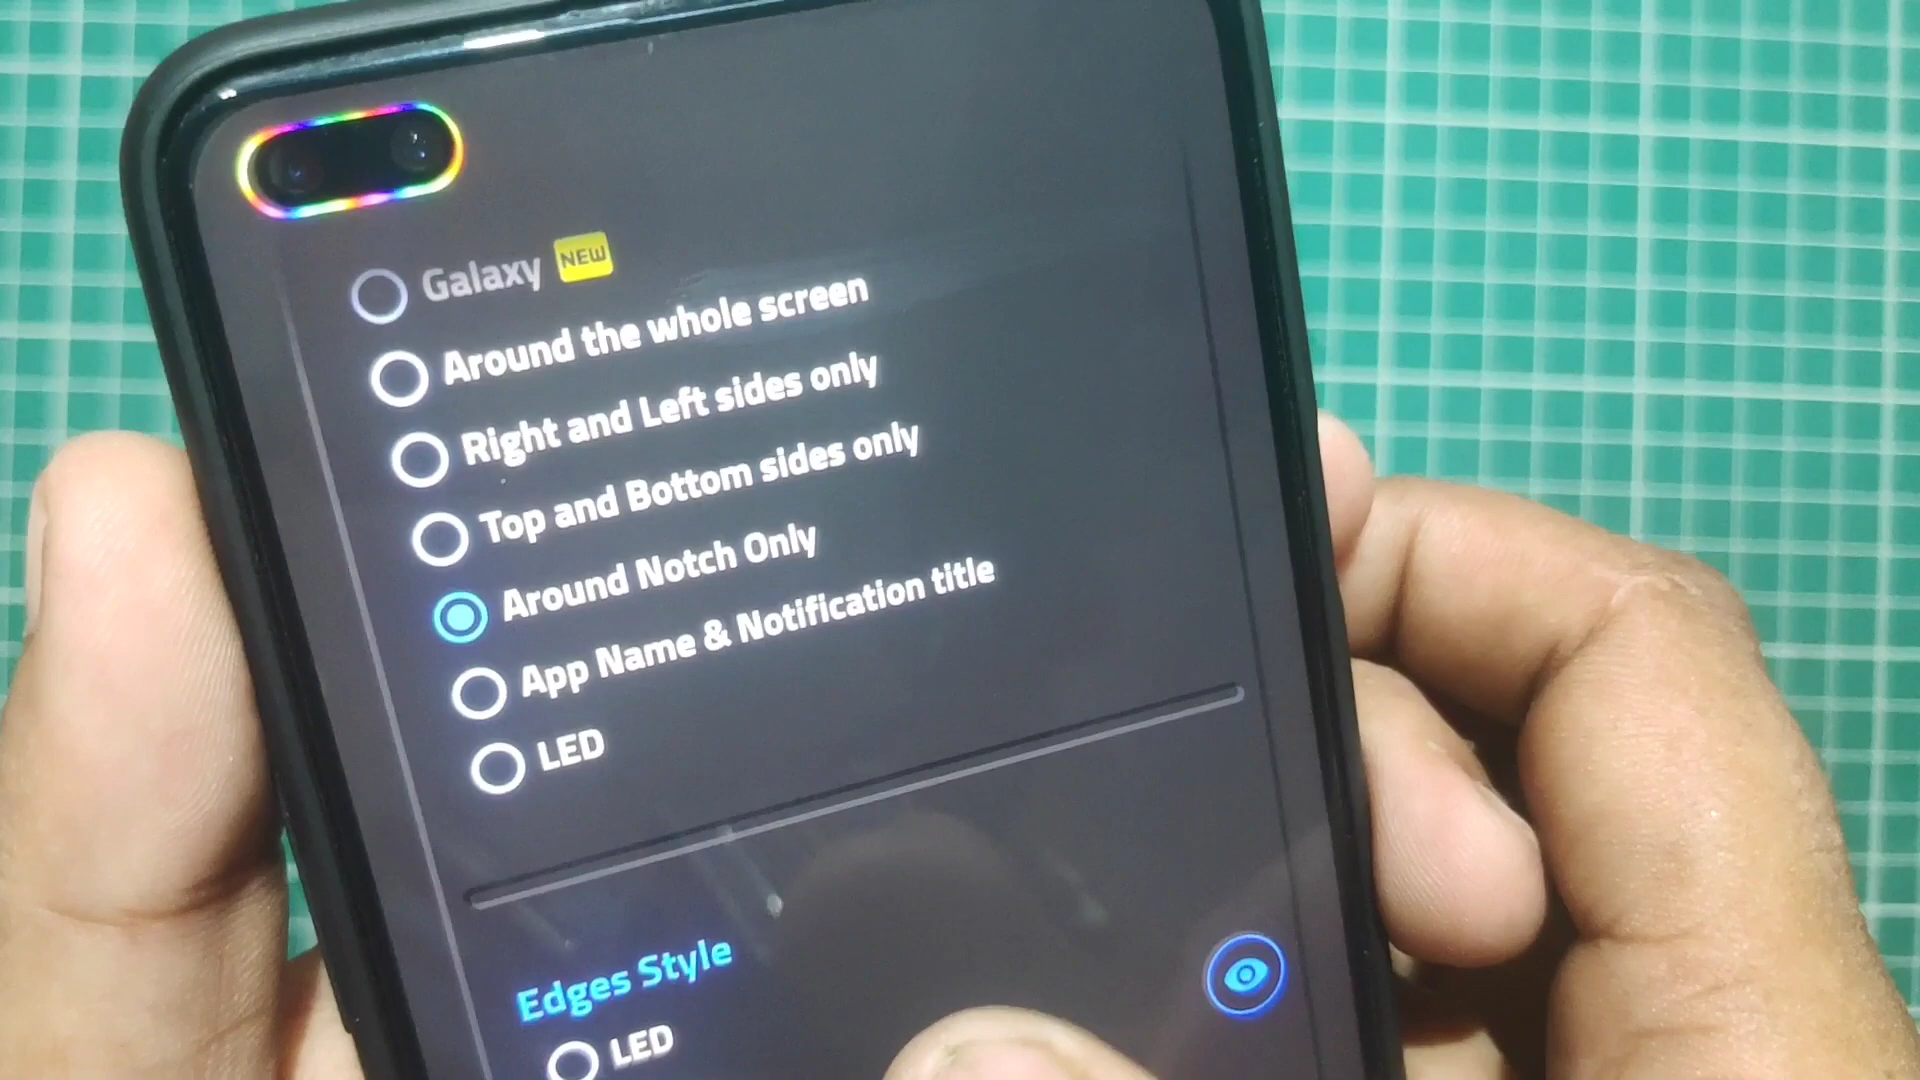 Galaxy NEW
Around the whole screen
Right and Left sides only
Top and Bottom sides only
Around Notch Only
App Name & Notification title
LED
Edges Style
LED